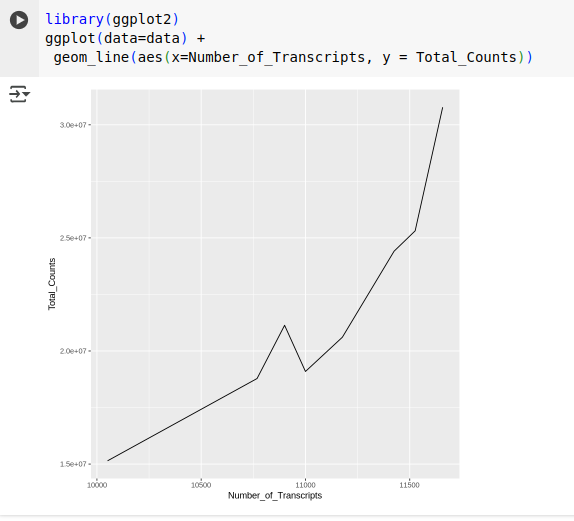 library(ggplot2)
ggplot(data=data) +
 geom_line(aes(x=Number_of_Transcripts, y = Total_Counts))
3.0e+07
2.5e+07
Total_Counts
2.0e+07
1.5e+07
10000 10500 11000 11500
Number_of_Transcripts